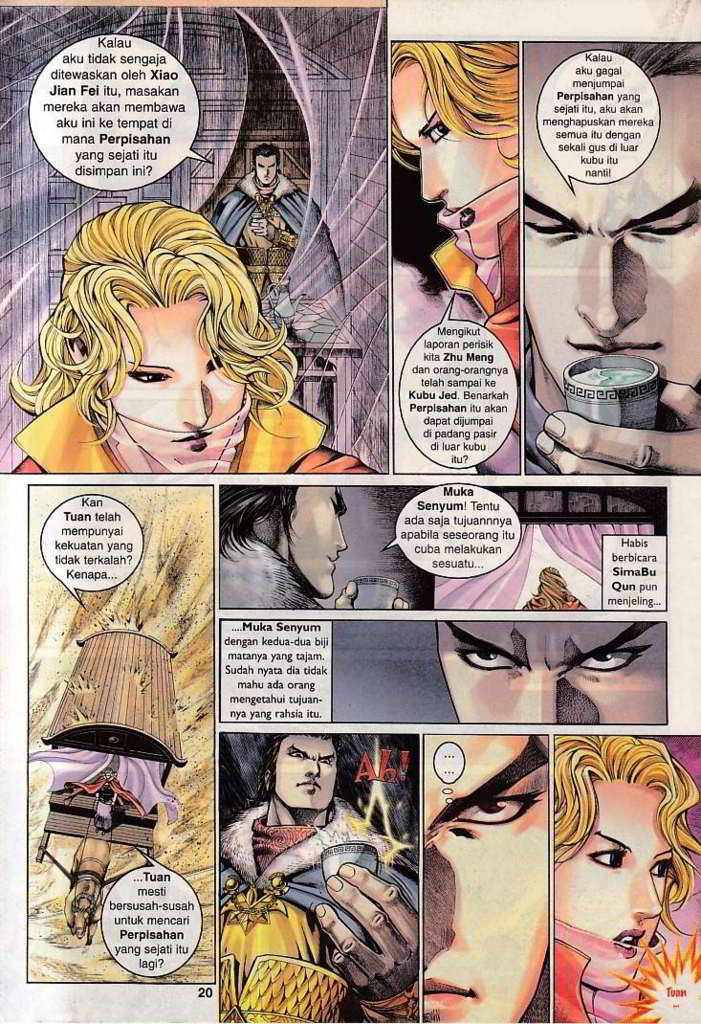 Kalau
aku tidak sengaja
ditewaskan oleh Xiao
Jian Fei itu, masakan
mereka akan membawa
aku ini ke tempat di
mana Perpisahan
yang sejati itu
disimpan ini?
Mengikut
laporan perisik
kita Zhu Meng
dan orang-orangnya
telah sampai ke
Kubu Jed. Benarkah
Perpisahan itu akan
dapat dijumpai
di padang pasir
di luar kubu
itu?
Kalau
aku gagal
menjumpai
Perpisahan yang
sejati itu, aku akan
menghapuskan mereka
semua itu dengan
sekali gus di luar
kubu itu
nanti!
Kan
Tuan telah
mempunyai
kekuatan yang
tidak terkalah?
Kenapa...
...Tuan
mesti
bersusah-susah
untuk mencari
Perpisahan
yang sejati itu
lagi?
Muka
Senyum! Tentu
ada saja tujuannnya
apabila seseorang itu
cuba melakukan
sesuatu...
Habis
berbicara
SimaBu
Qun pun
menjeling...
....Muka Senyum
dengan kedua-dua biji
matanya yang tajam.
Sudah nyata dia tidak
mahu ada orang
mengetahui tujuan-
nya yang rahsia itu.
Ah!
...
...
Tuan
...
20